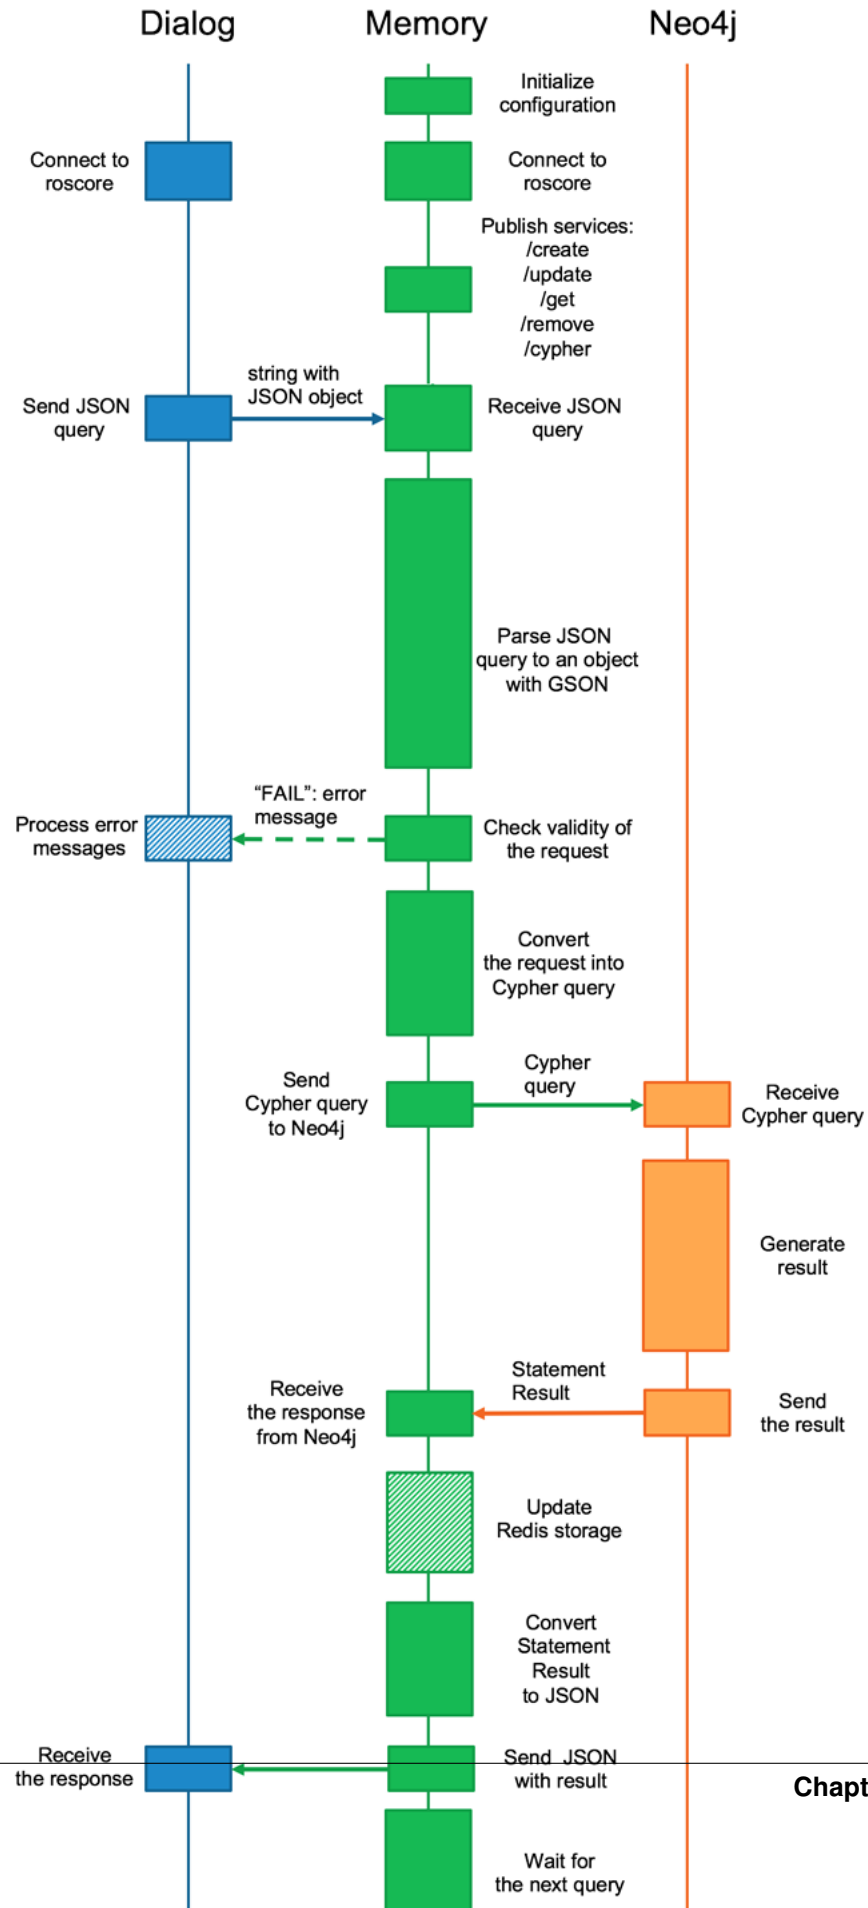 Dialog
Memory
Neo4j
Initialize
configuration
Connect to
roscore
Connect to
roscore
Publish services:
/create
/update
/get
/remove
/cypher
string with
JSON object
Send JSON
query
Receive JSON
query
Parse JSON
query to an object
with GSON
“FAIL”: error
message
Process error
messages
Check validity of
the request
Convert
the request into
Cypher query
Send
Cypher query
to Neo4j
Cypher
query
Receive
Cypher query
Generate
result
Statement
Result
Receive
the response
from Neo4j
Send
the result
Update
Redis storage
Convert
Statement
Result
to JSON
Receive
the response
Send JSON
with result
Chapt
Wait for
the next query